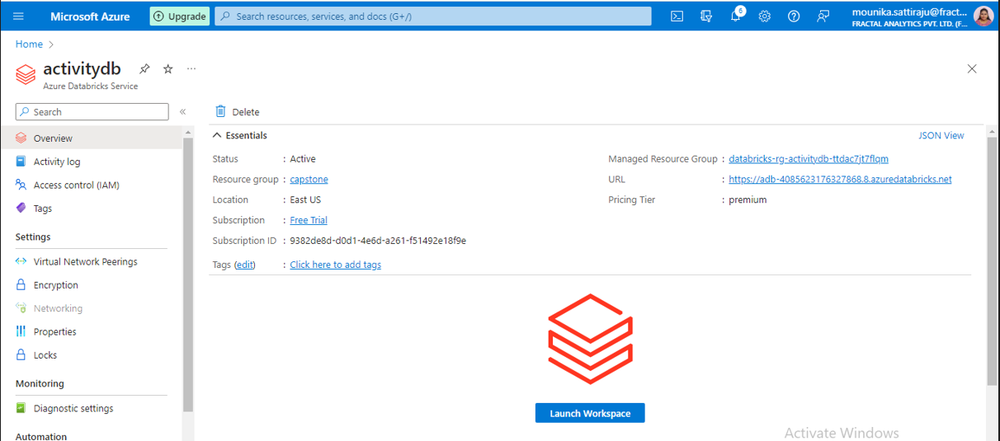 Microsoft Azure
Upgrade
Search resources, services, and docs (G+/)
6
mounika.sattiraju@fract...
FRACTAL ANALYTICS PVT. LTD. (F...
Home >
activitydb
Azure Databricks Service
Search
«
Delete
Overview
Activity log
Access control (IAM)
Tags
Settings
Virtual Network Peerings
Encryption
Networking
Properties
Locks
Monitoring
Diagnostic settings
Automation
Essentials
JSON View
Status : Active
Resource group : capstone
Location : East US
Subscription : Free Trial
Subscription ID : 9382de8d-d0d1-4e6d-a261-f51492e18f9e
Tags (edit) : Click here to add tags
Managed Resource Group : databricks-rg-activitydb-ttdac7jt7flqm
URL : https://adb-4085623176327868.8.azuredatabricks.net
Pricing Tier : premium
Launch Workspace
Activate Windows